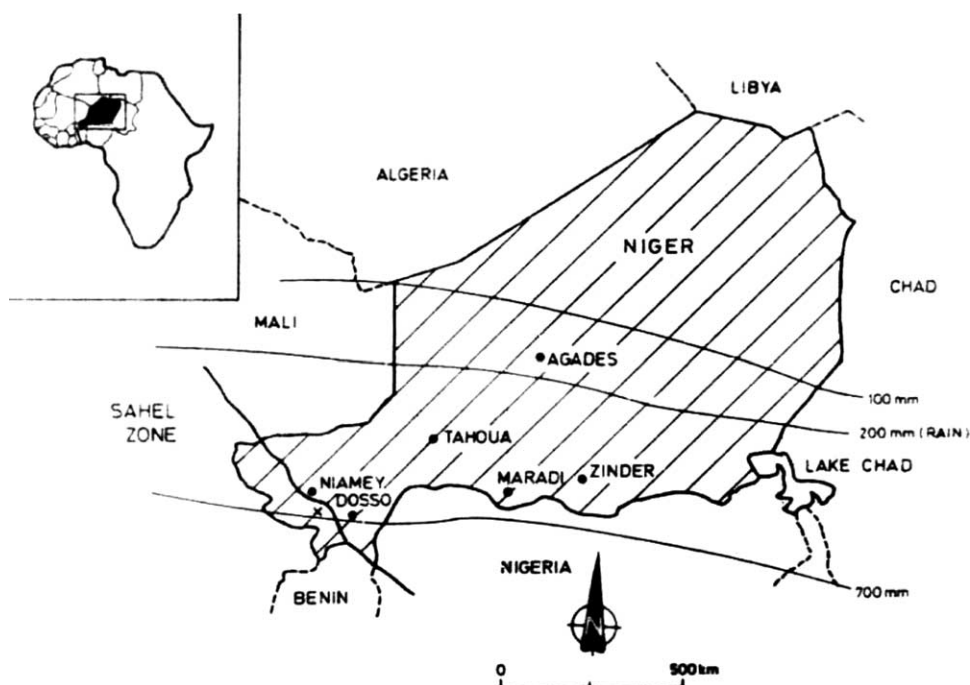 LIBYA
ALGERIA
NIGER
CHAD
MALI
AGADES
100 mm
SAHEL
ZONE
200 mm (RAIN)
TAHOUA
LAKE CHAD
ZINDER
MARADI
NIAMEY
DOSSO
x
NIGERIA
700 mm
BENIN
N
0 500 km